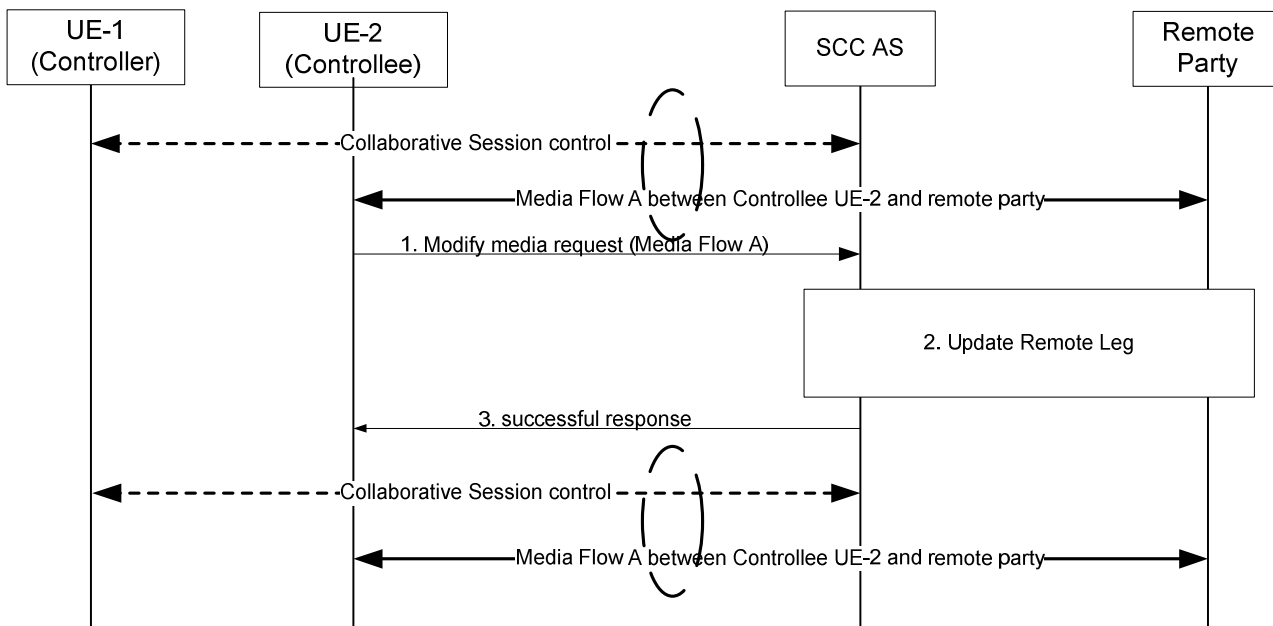 UE-1
(Controller)
UE-2
(Controllee)
SCC AS
Remote
Party
Collaborative Session control
Media Flow A between Controllee UE-2 and remote party
1. Modify media request (Media Flow A)
2. Update Remote Leg
3. successful response
Collaborative Session control
Media Flow A between Controllee UE-2 and remote party